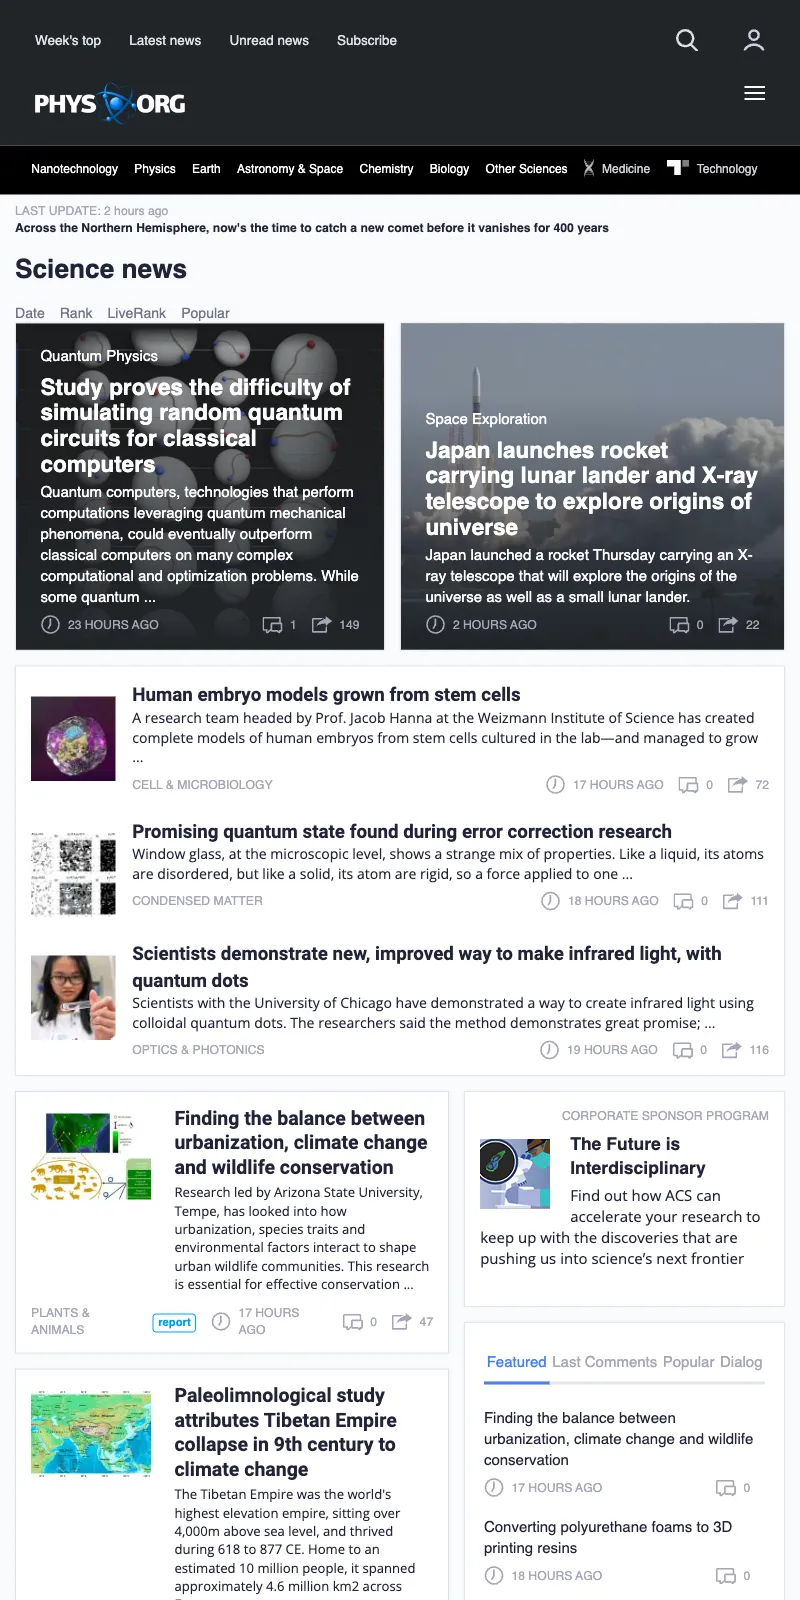 Week's top Latest news Unread news Subscribe
PHYS ORG
Nanotechnology Physics Earth Astronomy & Space Chemistry Biology Other Sciences Medicine Technology
LAST UPDATE: 2 hours ago
Across the Northern Hemisphere, now's the time to catch a new comet before it vanishes for 400 years
Science news
Date Rank LiveRank Popular
Quantum Physics
Study proves the difficulty of
simulating random quantum
circuits for classical
computers
Quantum computers, technologies that perform
computations leveraging quantum mechanical
phenomena, could eventually outperform
classical computers on many complex
computational and optimization problems. While
some quantum ...
23 HOURS AGO 1 149
Space Exploration
Japan launches rocket
carrying lunar lander and X-ray
telescope to explore origins of
universe
Japan launched a rocket Thursday carrying an X-
ray telescope that will explore the origins of the
universe as well as a small lunar lander.
2 HOURS AGO 0 22
Human embryo models grown from stem cells
A research team headed by Prof. Jacob Hanna at the Weizmann Institute of Science has created
complete models of human embryos from stem cells cultured in the lab—and managed to grow
...
CELL & MICROBIOLOGY 17 HOURS AGO 0 72
Promising quantum state found during error correction research
Window glass, at the microscopic level, shows a strange mix of properties. Like a liquid, its atoms
are disordered, but like a solid, its atom are rigid, so a force applied to one ...
CONDENSED MATTER 18 HOURS AGO 0 111
Scientists demonstrate new, improved way to make infrared light, with
quantum dots
Scientists with the University of Chicago have demonstrated a way to create infrared light using
colloidal quantum dots. The researchers said the method demonstrates great promise; ...
OPTICS & PHOTONICS 19 HOURS AGO 0 116
Finding the balance between
urbanization, climate change
and wildlife conservation
Research led by Arizona State University,
Tempe, has looked into how
urbanization, species traits and
environmental factors interact to shape
urban wildlife communities. This research
is essential for effective conservation ...
PLANTS &
ANIMALS
report
17 HOURS
AGO
0 47
Paleolimnological study
attributes Tibetan Empire
collapse in 9th century to
climate change
The Tibetan Empire was the world's
highest elevation empire, sitting over
4,000m above sea level, and thrived
during 618 to 877 CE. Home to an
estimated 10 million people, it spanned
approximately 4.6 million km2 across
CORPORATE SPONSOR PROGRAM
The Future is
Interdisciplinary
Find out how ACS can
accelerate your research to
keep up with the discoveries that are
pushing us into science's next frontier
Featured Last Comments Popular Dialog
Finding the balance between
urbanization, climate change and wildlife
conservation
17 HOURS AGO 0
Converting polyurethane foams to 3D
printing resins
18 HOURS AGO 0